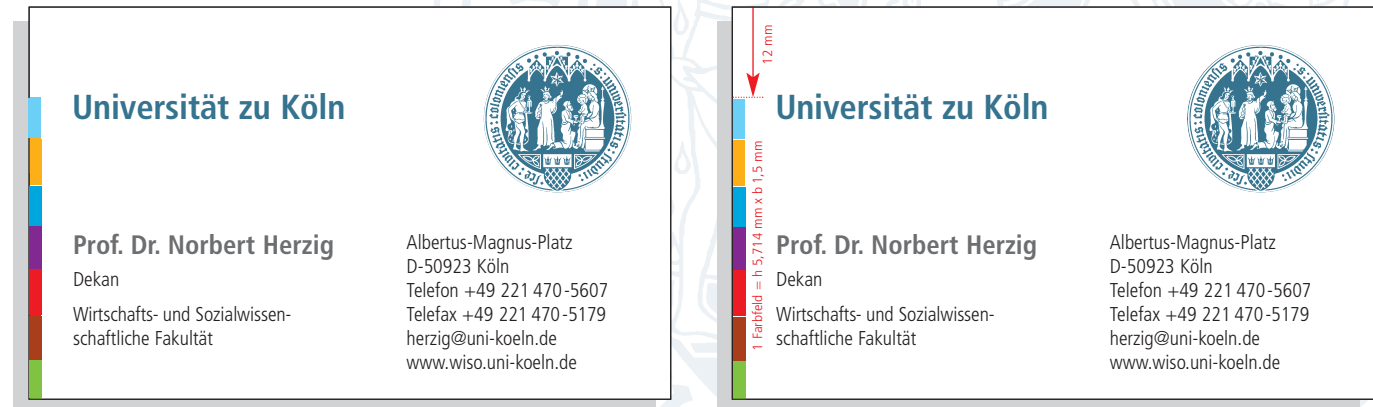 Universität zu Köln
Prof. Dr. Norbert Herzig
Dekan
Wirtschafts- und Sozialwissen-
schaftliche Fakultät
Albertus-Magnus-Platz
D-50923 Köln
Telefon +49 221 470-5607
Telefax +49 221 470-5179
herzig@uni-koeln.de
www.wiso.uni-koeln.de
12 mm
1 Farbfeld = h 5,714 mm x b 1,5 mm
Universität zu Köln
Prof. Dr. Norbert Herzig
Dekan
Wirtschafts- und Sozialwissen-
schaftliche Fakultät
Albertus-Magnus-Platz
D-50923 Köln
Telefon +49 221 470-5607
Telefax +49 221 470-5179
herzig@uni-koeln.de
www.wiso.uni-koeln.de